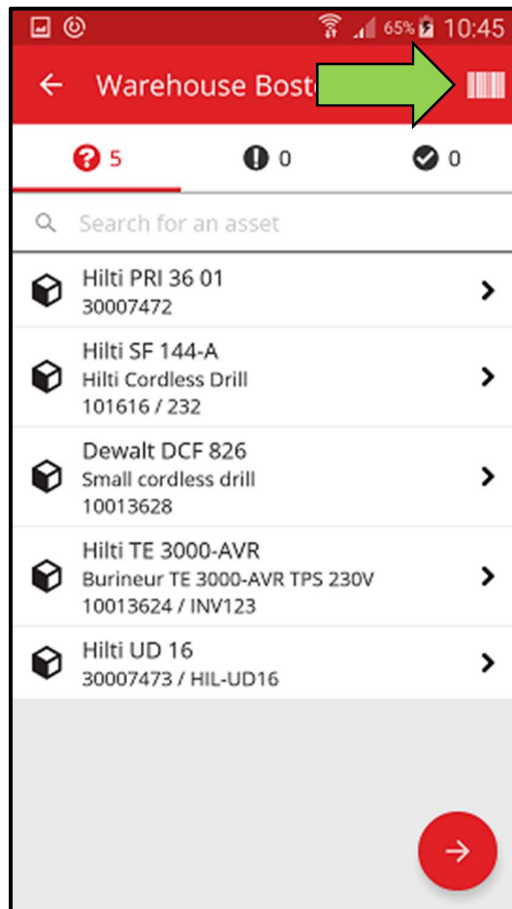 65% 10:45
Warehouse
5
0
0
Search for an asset
Hilti PRI 36 01
30007472
Hilti SF 144-A
Hilti Cordless Drill
101616 / 232
Dewalt DCF 826
Small cordless drill
10013628
Hilti TE 3000-AVR
Burineur TE 3000-AVR TPS 230V
10013624 / INV123
Hilti UD 16
30007473 / HIL-UD16